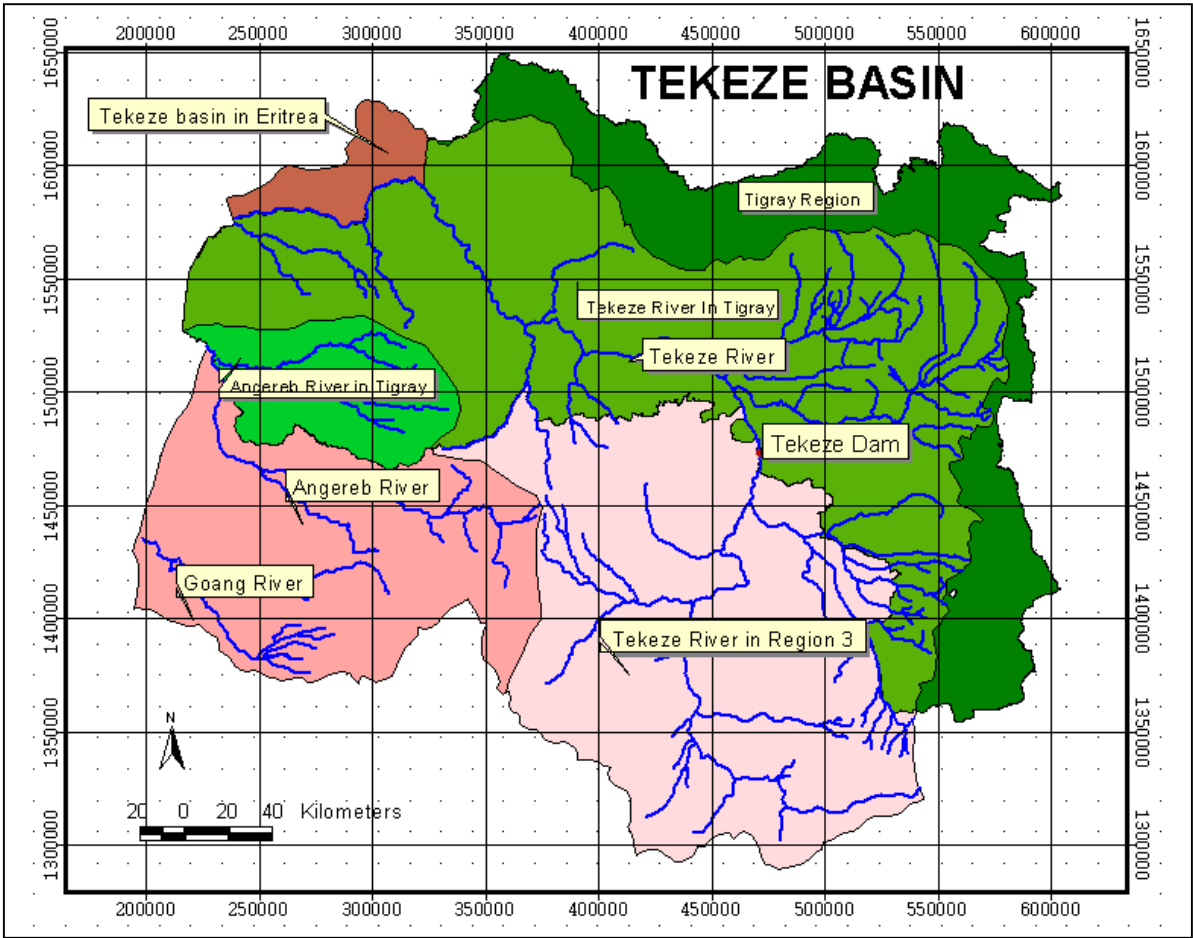 200000 250000 300000 350000 400000 450000 500000 550000 600000
TEKEZE BASIN
Tekeze basin in Eritrea
Tigray Region
Tekeze River In Tigray
Tekeze River
Angereb River in Tigray
Tekeze Dam
Angereb River
Goang River
Tekeze River in Region 3
N
20 0 20 40 Kilometers
1650000
1600000
1550000
1500000
1450000
1400000
1350000
1300000
1650000
1600000
1550000
1500000
1450000
1400000
1350000
1300000
200000 250000 300000 350000 400000 450000 500000 550000 600000